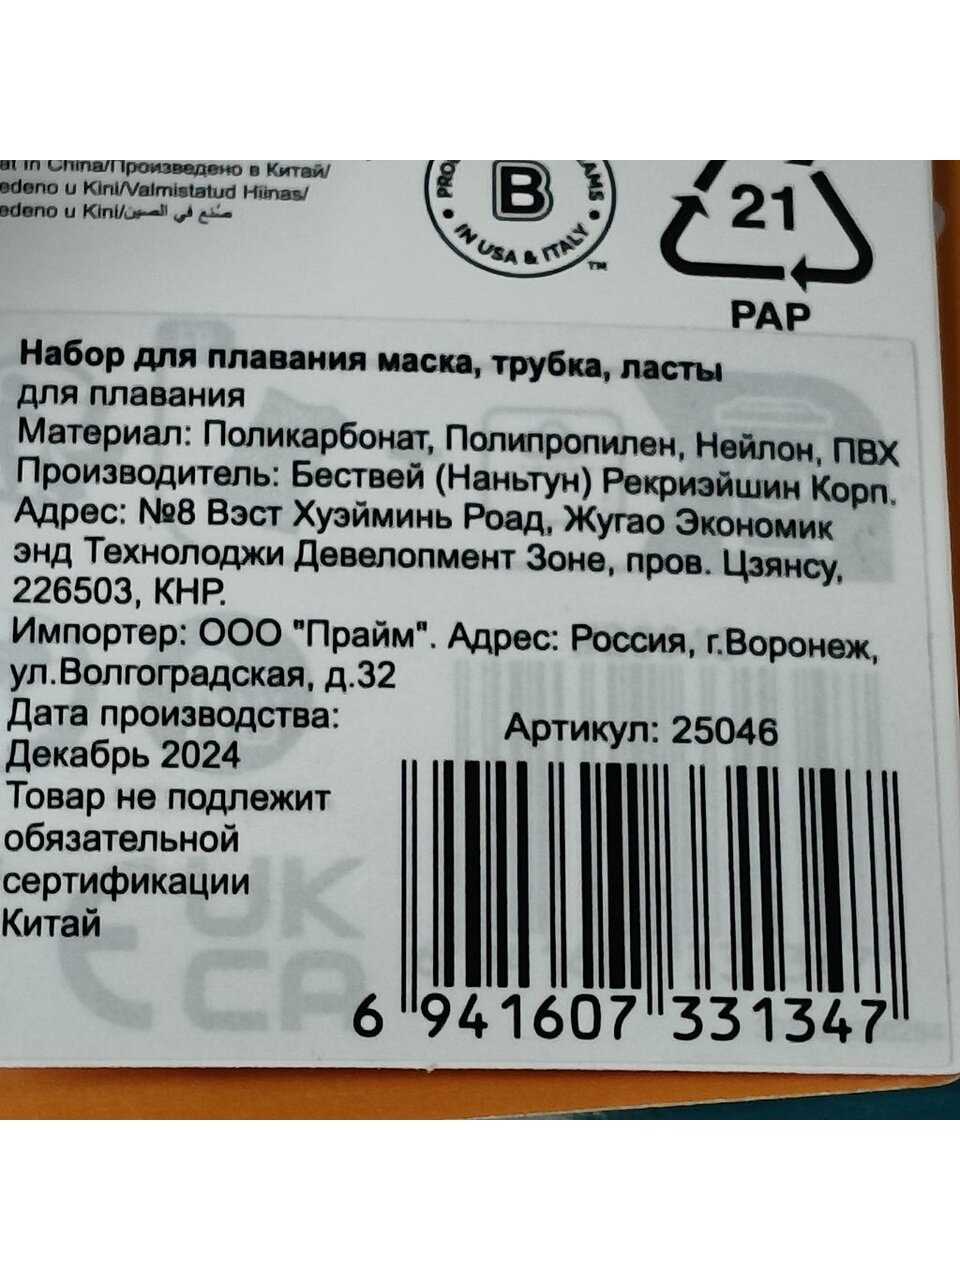 in China/Произведено в Китай/
edeno u Kini/Valmistatud Hiinas/
edeno u Kini/صنع في الصين
B
IN USA & ITALY
TM
21
PAP
Набор для плавания маска, трубка, ласты
для плавания
Материал: Поликарбонат, Полипропилен, Нейлон, ПВХ
Производитель: Бествей (Наньтун) Рекриэйшин Корп.
Адрес: №8 Вэст Хуэйминь Роад, Жугао Экономик
энд Технолоджи Девелопмент Зоне, пров. Цзянсу,
226503, КНР.
Импортер: ООО "Прайм". Адрес: Россия, г.Воронеж,
ул.Волгоградская, д.32
Дата производства:
Декабрь 2024
Артикул: 25046
Товар не подлежит
обязательной
сертификации
Китай
UK
CA
6 941607 331347